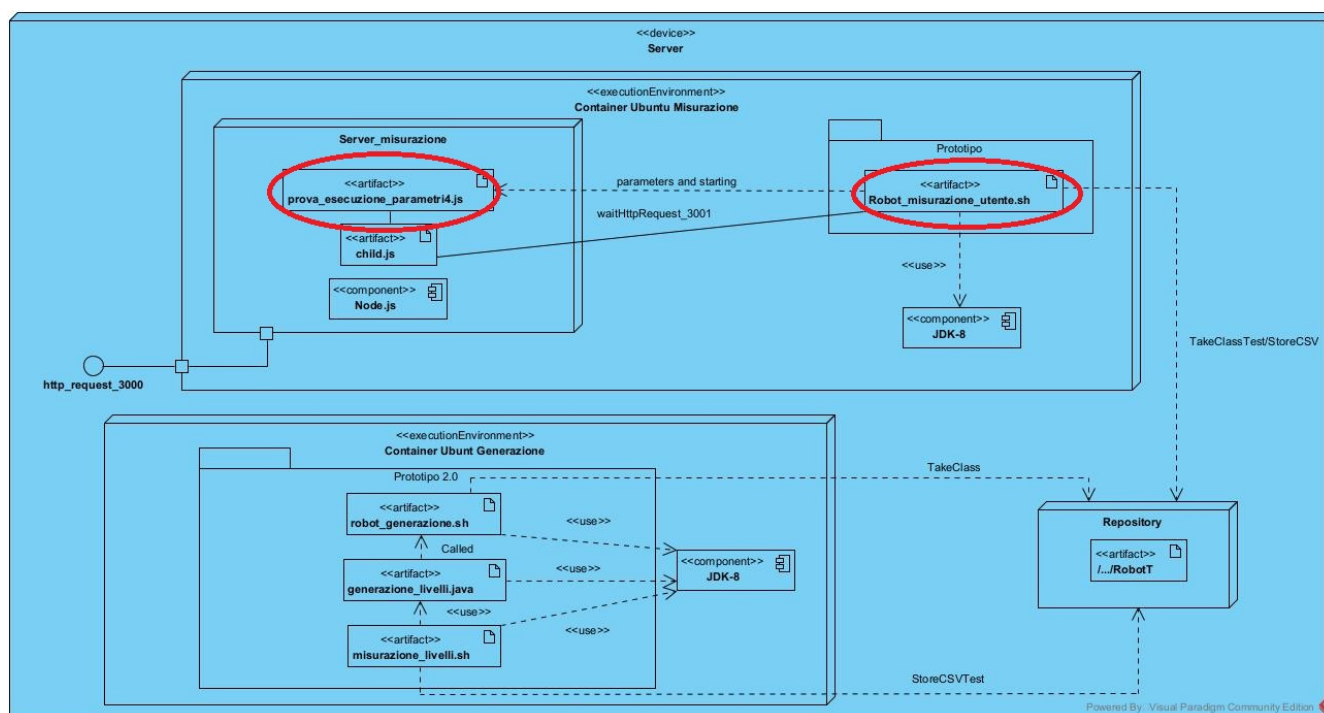 <<device>>
Server
<<executionEnvironment>>
Container Ubuntu Misurazione
Server_misurazione
<<artifact>>
prova_esecuzione_parametri4.js
<<artifact>>
child.js
<<component>>
Node.js
parameters and starting
waitHttpRequest_3001
Prototipo
<<artifact>>
Robot_misurazione_utente.sh
<<use>>
<<component>>
JDK-8
TakeClassTest/StoreCSV
http_request_3000
<<executionEnvironment>>
Container Ubunt Generazione
Prototipo 2.0
<<artifact>>
robot_generazione.sh
Called
<<artifact>>
generazione_livelli.java
<<use>>
<<artifact>>
misurazione_livelli.sh
<<use>>
<<use>>
<<use>>
<<component>>
JDK-8
TakeClass
StoreCSVTest
Repository
<<artifact>>
/.../RobotT
Powered By: Visual Paradigm Community Edition